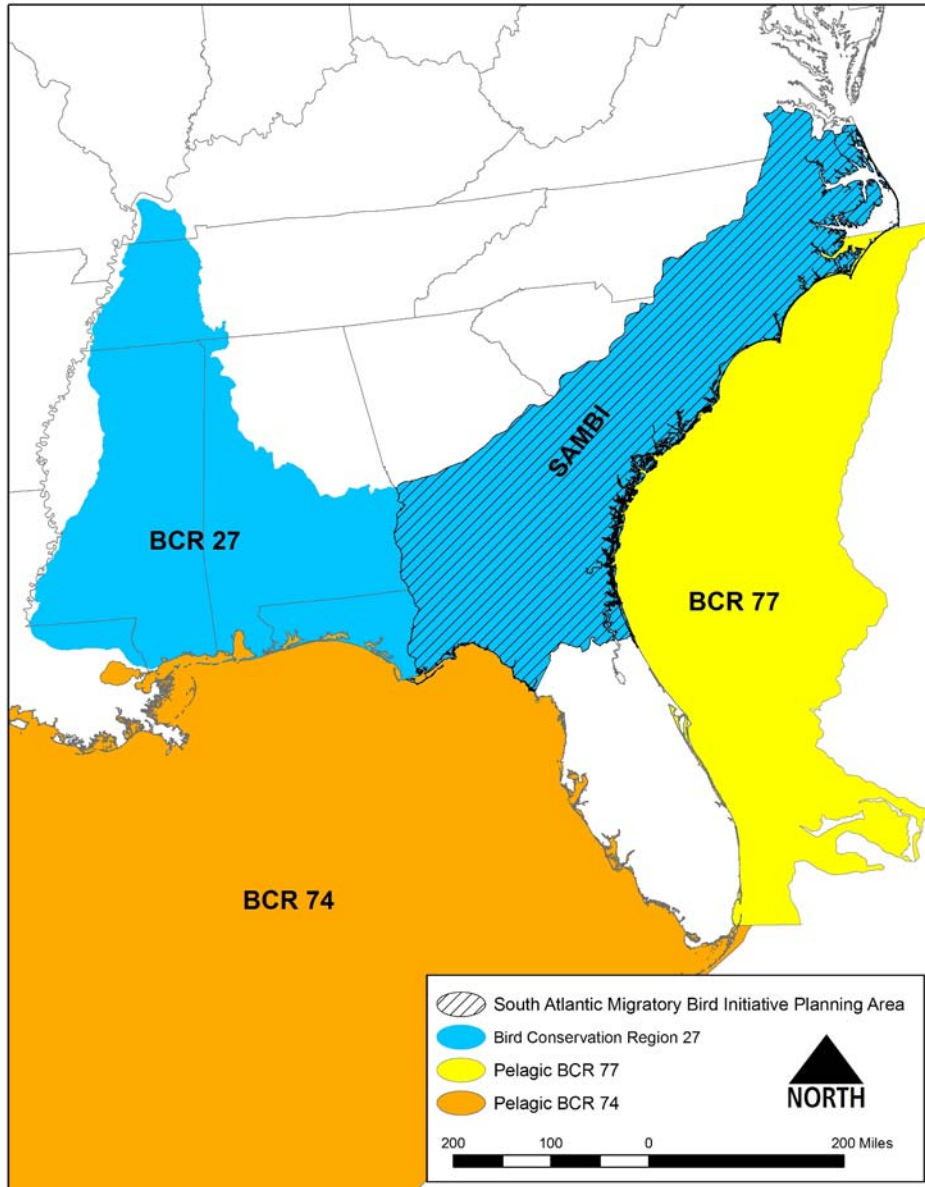 SAMBI
BCR 27
BCR 77
BCR 74
South Atlantic Migratory Bird Initiative Planning Area
Bird Conservation Region 27
Pelagic BCR 77
Pelagic BCR 74
NORTH
200 100 0 200 Miles